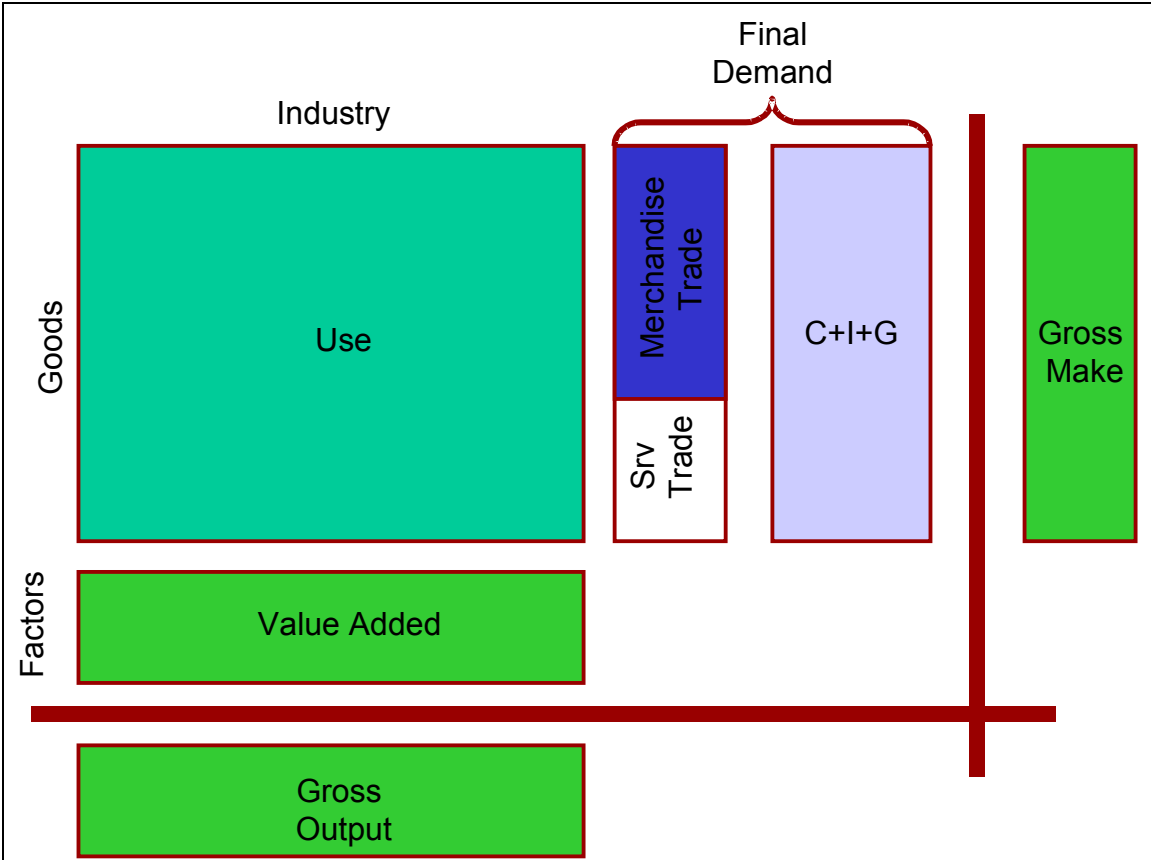 Final
Demand
Industry
Goods
Use
Merchandise
Trade
Srv
Trade
C+I+G
Gross
Make
Factors
Value Added
Gross
Output